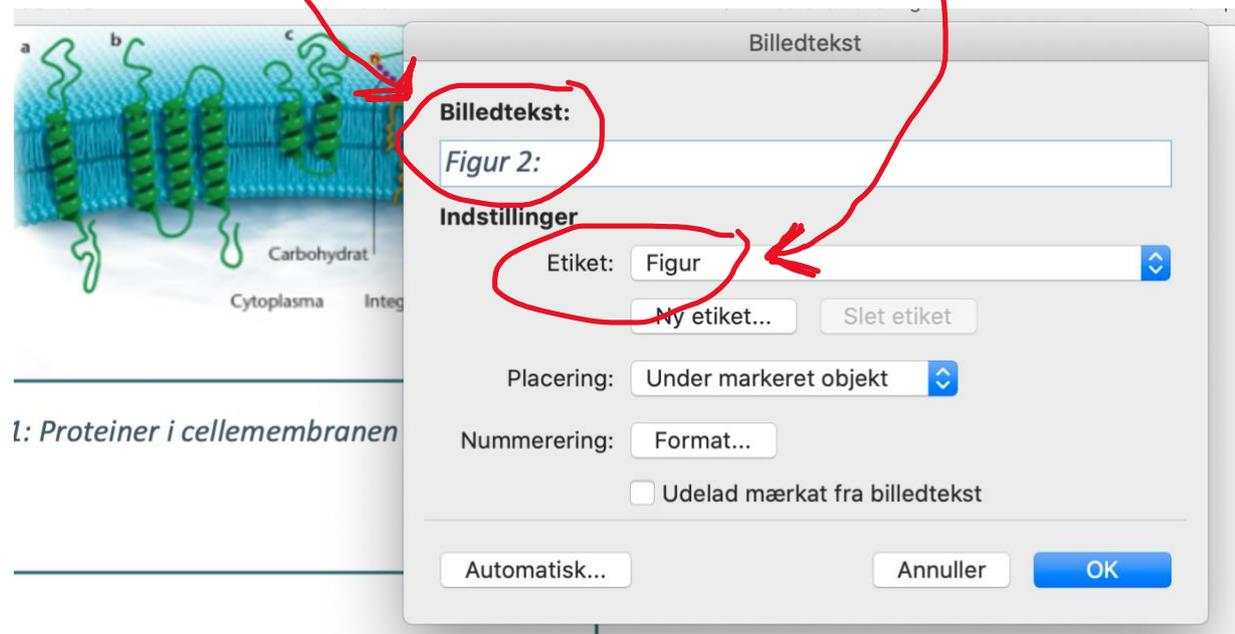 a
b
c
Carbohydrat
Cytoplasma
1: Proteiner i cellemembranen
Billedtekst
Billedtekst:
Figur 2:
Indstillinger
Etiket: Figur
Ny etiket... Slet etiket
Placering: Under markeret objekt
Nummerering: Format...
Udelad mærkat fra billedtekst
Automatisk... Annuller OK